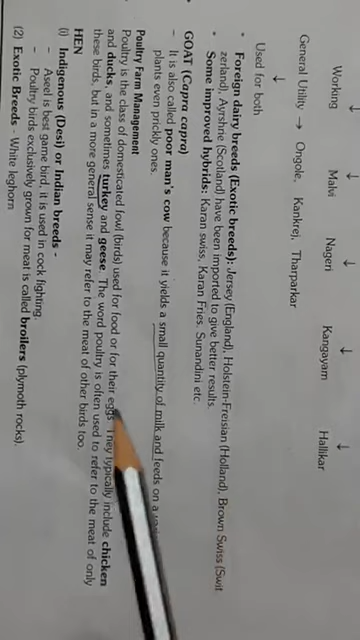 Working Malvi Nageri Kangayam Hallikar
General Utility → Ongole, Kankrej, Tharparkar
Used for both
• Foreign dairy breeds (Exotic breeds): Jersey (England), Holstein-Freisian (Holland), Brown Swiss (Swit
zerland), Ayrshrie (Scotland) have been imported to give better results.
• Some improved hybrids: Karan swiss, Karan Fries, Sunandini etc
GOAT (Capra capra)
– It is also called poor man's cow because it yields a small quantity of milk and feeds on a
plants even prickly ones.
Poultry Farm Management
Poultry is the class of domesticated fowl (birds) used for food or for their eggs. They typically include chicken
and ducks, and sometimes turkey and geese. The word poultry is often used to refer to the meat of only
these birds, but in a more general sense it may refer to the meat of other birds too.
HEN
(i) Indigenous (Desi) or Indian breeds -
– Aseel is best game bird, it is used in cock fighting.
– Poultry birds exclusively grown for meat is called broilers (plymoth rocks).
(2) Exotic Breeds - White leghorn